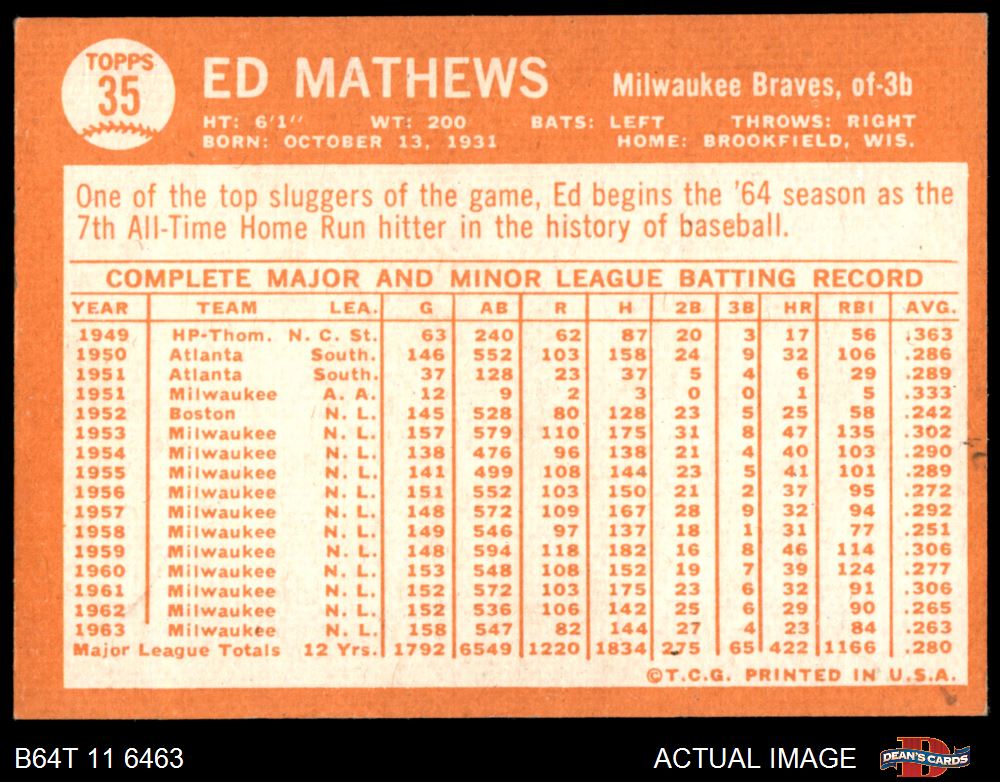 TOPPS
35
ED MATHEWS
Milwaukee Braves, of-3b
HT: 6'1" WT: 200 BATS: LEFT THROWS: RIGHT
BORN: OCTOBER 13, 1931 HOME: BROOKFIELD, WIS.
One of the top sluggers of the game, Ed begins the '64 season as the
7th All-Time Home Run hitter in the history of baseball.
COMPLETE MAJOR AND MINOR LEAGUE BATTING RECORD
YEAR TEAM LEA. G AB R H 2B 3B HR RBI AVG.
1949 HP-Thom. N. C. St. 63 240 62 87 20 3 17 56 .363
1950 Atlanta South. 146 552 103 158 24 9 32 106 .286
1951 Atlanta South. 37 128 23 37 5 4 6 29 .289
1951 Milwaukee A. A. 12 9 2 3 0 0 1 5 .333
1952 Boston N. L. 145 528 80 128 23 5 25 58 .242
1953 Milwaukee N. L. 157 579 110 175 31 8 47 135 .302
1954 Milwaukee N. L. 138 476 96 138 21 4 40 103 .290
1955 Milwaukee N. L. 141 499 108 144 23 5 41 101 .289
1956 Milwaukee N. L. 151 552 103 150 21 2 37 95 .272
1957 Milwaukee N. L. 148 572 109 167 28 9 32 94 .292
1958 Milwaukee N. L. 149 546 97 137 18 1 31 77 .251
1959 Milwaukee N. L. 148 594 118 182 16 8 46 114 .306
1960 Milwaukee N. L. 153 548 108 152 19 7 39 124 .277
1961 Milwaukee N. L. 152 572 103 175 23 6 32 91 .306
1962 Milwaukee N. L. 152 536 106 142 25 6 29 90 .265
1963 Milwaukee N. L. 158 547 82 144 27 4 23 84 .263
Major League Totals 12 Yrs. 1792 6549 1220 1834 275 65 422 1166 .280
©T.C.G. PRINTED IN U.S.A.
B64T 11 6463
ACTUAL IMAGE
DEAN'S CARDS